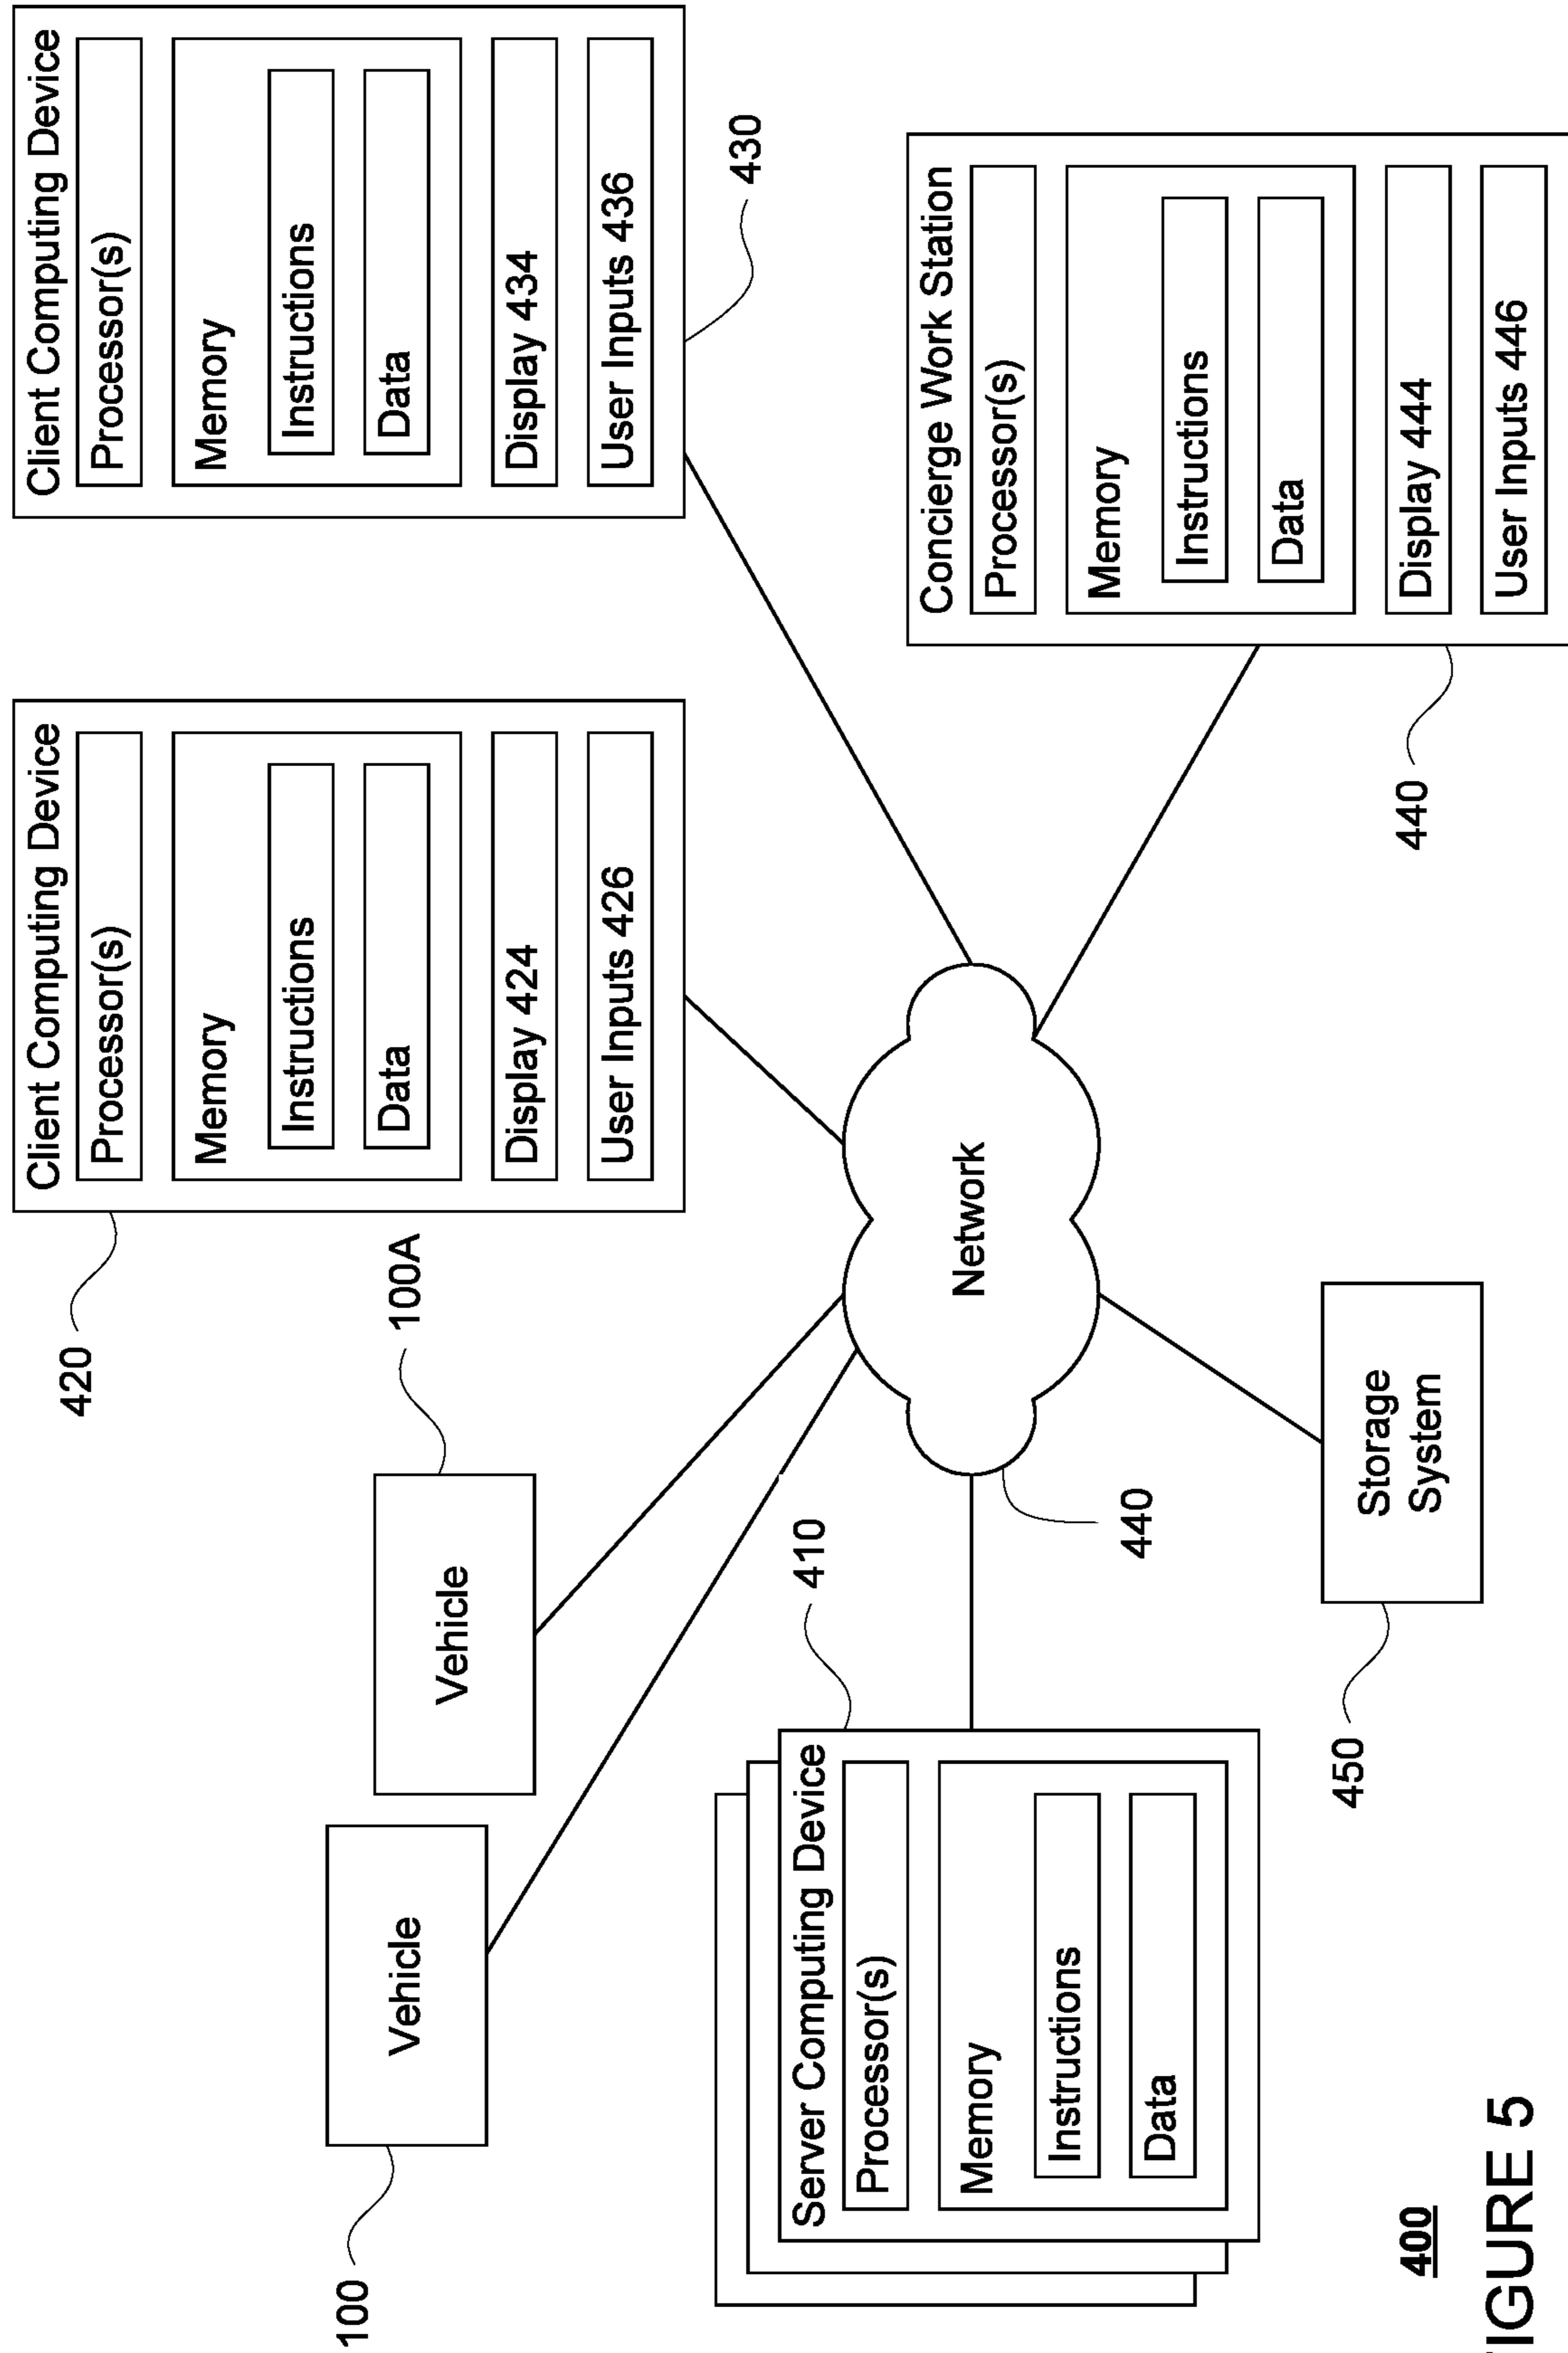 100
Vehicle
Vehicle
100A
420
Client Computing Device
Processor(s)
Memory
Instructions
Data
Display 424
User Inputs 426
Client Computing Device
Processor(s)
Memory
Instructions
Data
Display 434
User Inputs 436
430
410
Server Computing Device
Processor(s)
Memory
Instructions
Data
Network
440
Concierge Work Station
Processor(s)
Memory
Instructions
Data
Display 444
User Inputs 446
440
450
Storage
System
400
FIGURE 5